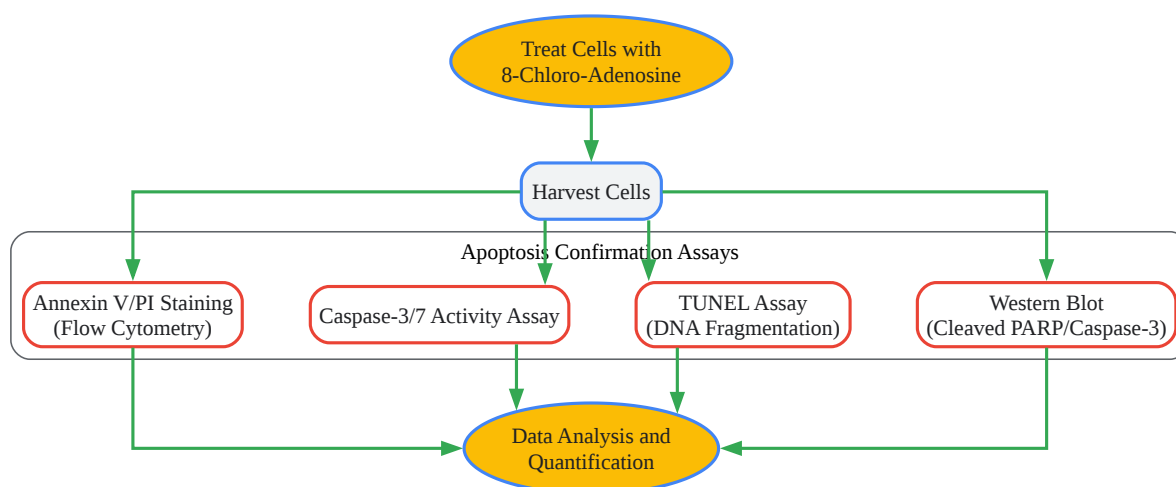 Treat Cells with
8-Chloro-Adenosine
Harvest Cells
Apoptosis Confirmation Assays
Annexin V/PI Staining
(Flow Cytometry)
Caspase-3/7 Activity Assay
TUNEL Assay
(DNA Fragmentation)
Western Blot
(Cleaved PARP/Caspase-3)
Data Analysis and
Quantification